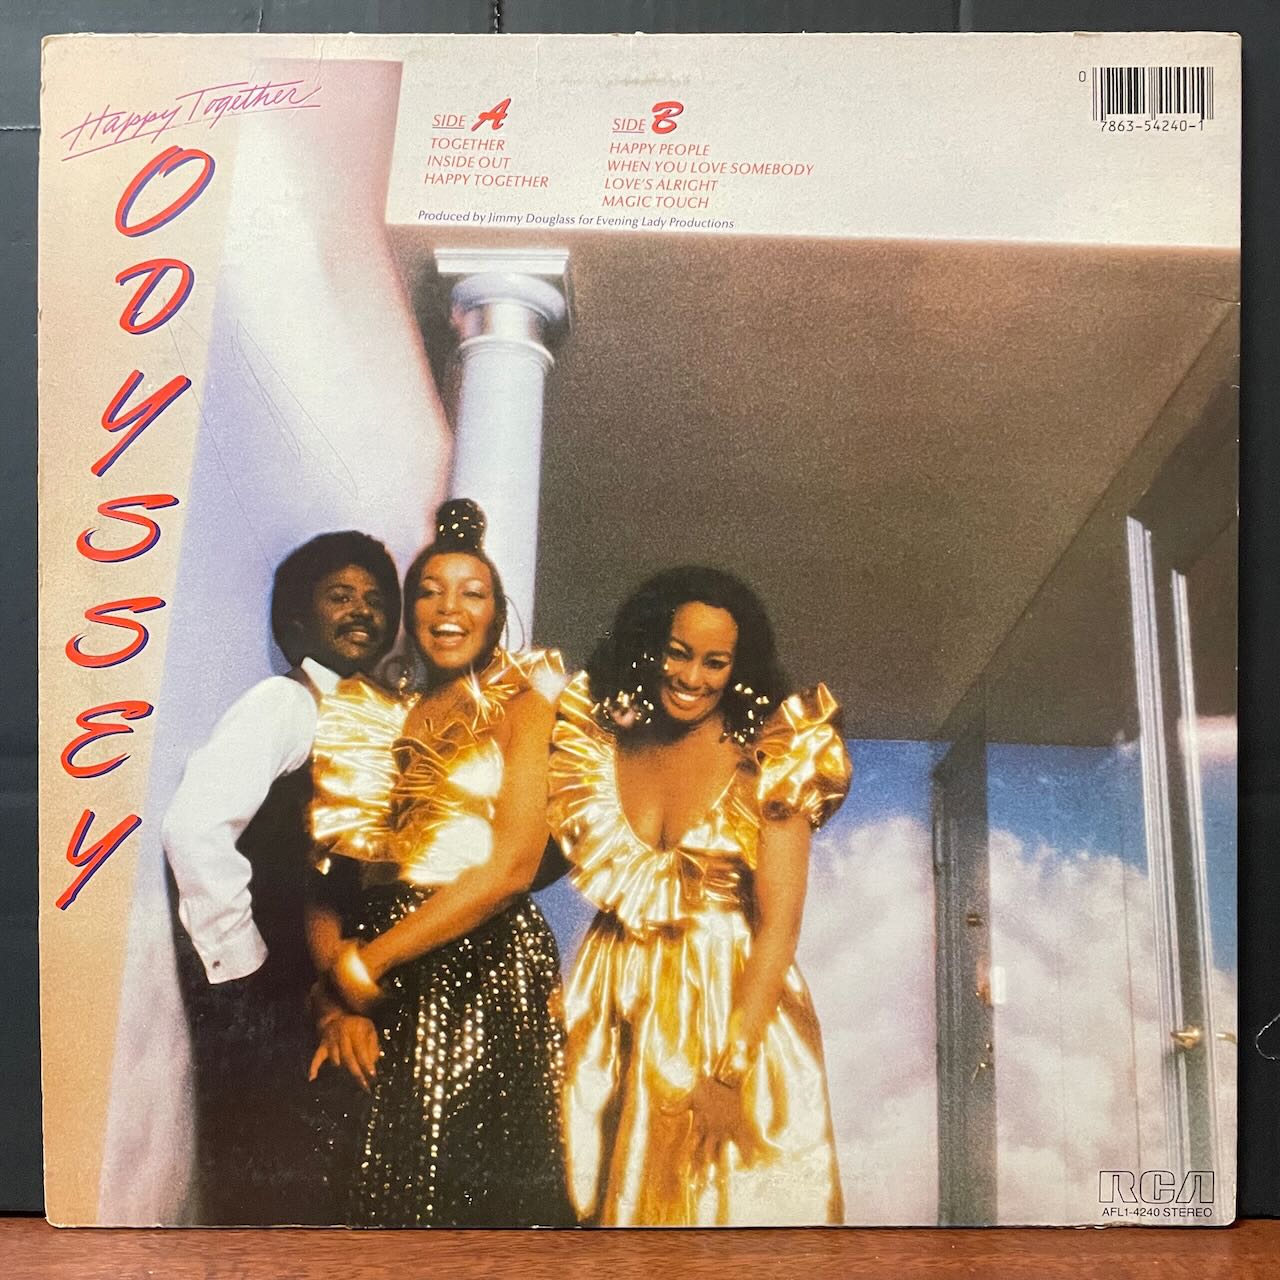 Happy Together
ODYSSEY
SIDE A
TOGETHER
INSIDE OUT
HAPPY TOGETHER
SIDE B
HAPPY PEOPLE
WHEN YOU LOVE SOMEBODY
LOVE'S ALRIGHT
MAGIC TOUCH
Produced by Jimmy Douglass for Evening Lady Productions
0
7863-54240-1
RCA
AFL1-4240 STEREO